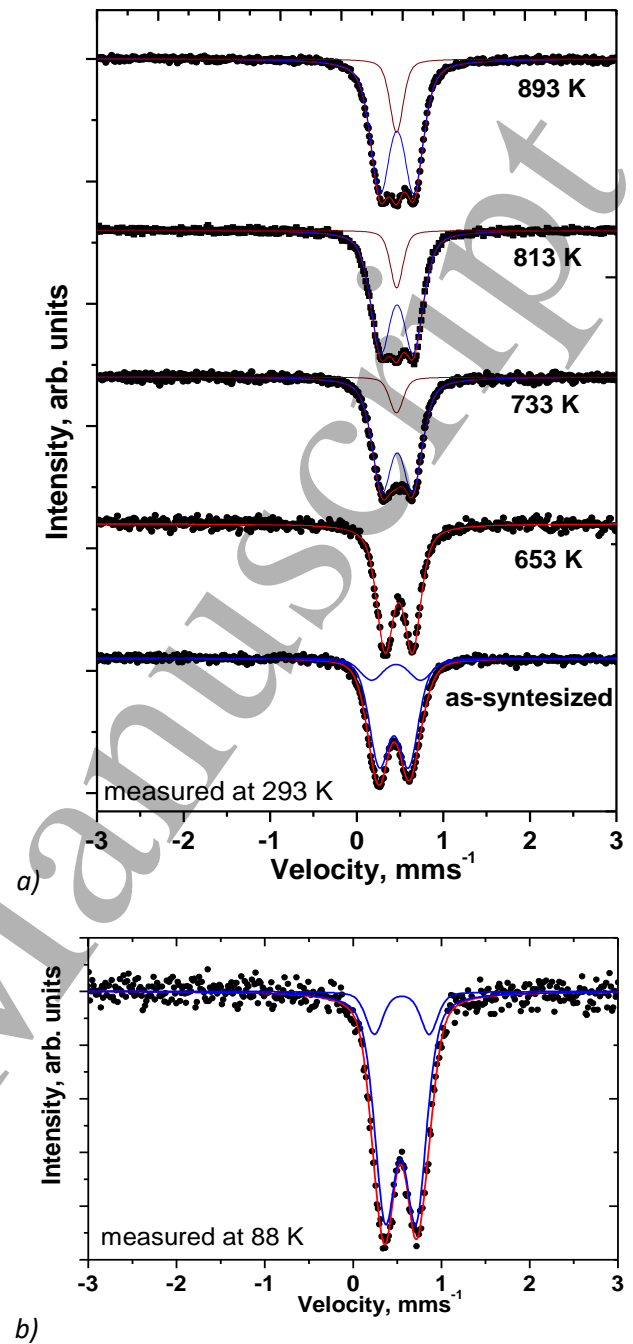 893 K
813 K
733 K
653 K
as-syntesized
measured at 293 K
Intensity, arb. units
-3 -2 -1 0 1 2 3
Velocity, mms-1
a)
Manuscript
Intensity, arb. units
measured at 88 K
-3 -2 -1 0 1 2 3
Velocity, mms-1
b)